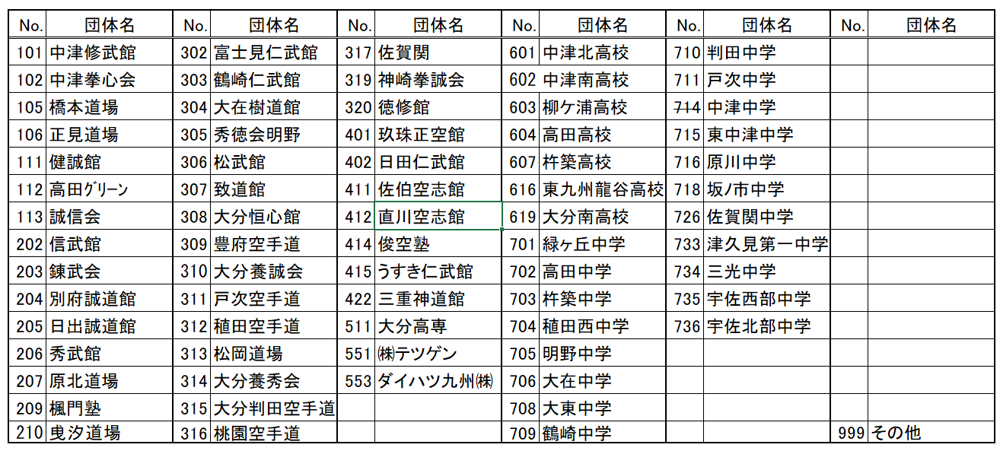 No. 団体名 No. 団体名 No. 団体名 No. 団体名 No. 団体名 No. 団体名
101 中津修武館 302 富士見仁武館 317 佐賀関 601 中津北高校 710 判田中学
102 中津拳心会 303 鶴崎仁武館 319 神崎拳誠会 602 中津南高校 711 戸次中学
105 橋本道場 304 大在樹道館 320 徳修館 603 柳ケ浦高校 714 中津中学
106 正見道場 305 秀徳会明野 401 玖珠正空館 604 高田高校 715 東中津中学
111 健誠館 306 松武館 402 日田仁武館 607 杵築高校 716 原川中学
112 高田ｸﾞﾘｰﾝ 307 致道館 411 佐伯空志館 616 東九州龍谷高校 718 坂ﾉ市中学
113 誠信会 308 大分恒心館 412 直川空志館 619 大分南高校 726 佐賀関中学
202 信武館 309 豊府空手道 414 俊空塾 701 緑ヶ丘中学 733 津久見第一中学
203 錬武会 310 大分養誠会 415 うすき仁武館 702 高田中学 734 三光中学
204 別府誠道館 311 戸次空手道 422 三重神道館 703 杵築中学 735 宇佐西部中学
205 日出誠道館 312 稙田空手道 511 大分高専 704 稙田西中学 736 宇佐北部中学
206 秀武館 313 松岡道場 551 ㈱テツゲン 705 明野中学
207 原北道場 314 大分養秀会 553 ダイハツ九州㈱ 706 大在中学
209 楓門塾 315 大分判田空手道 708 大東中学
210 曳汐道場 316 桃園空手道 709 鶴崎中学 999 その他